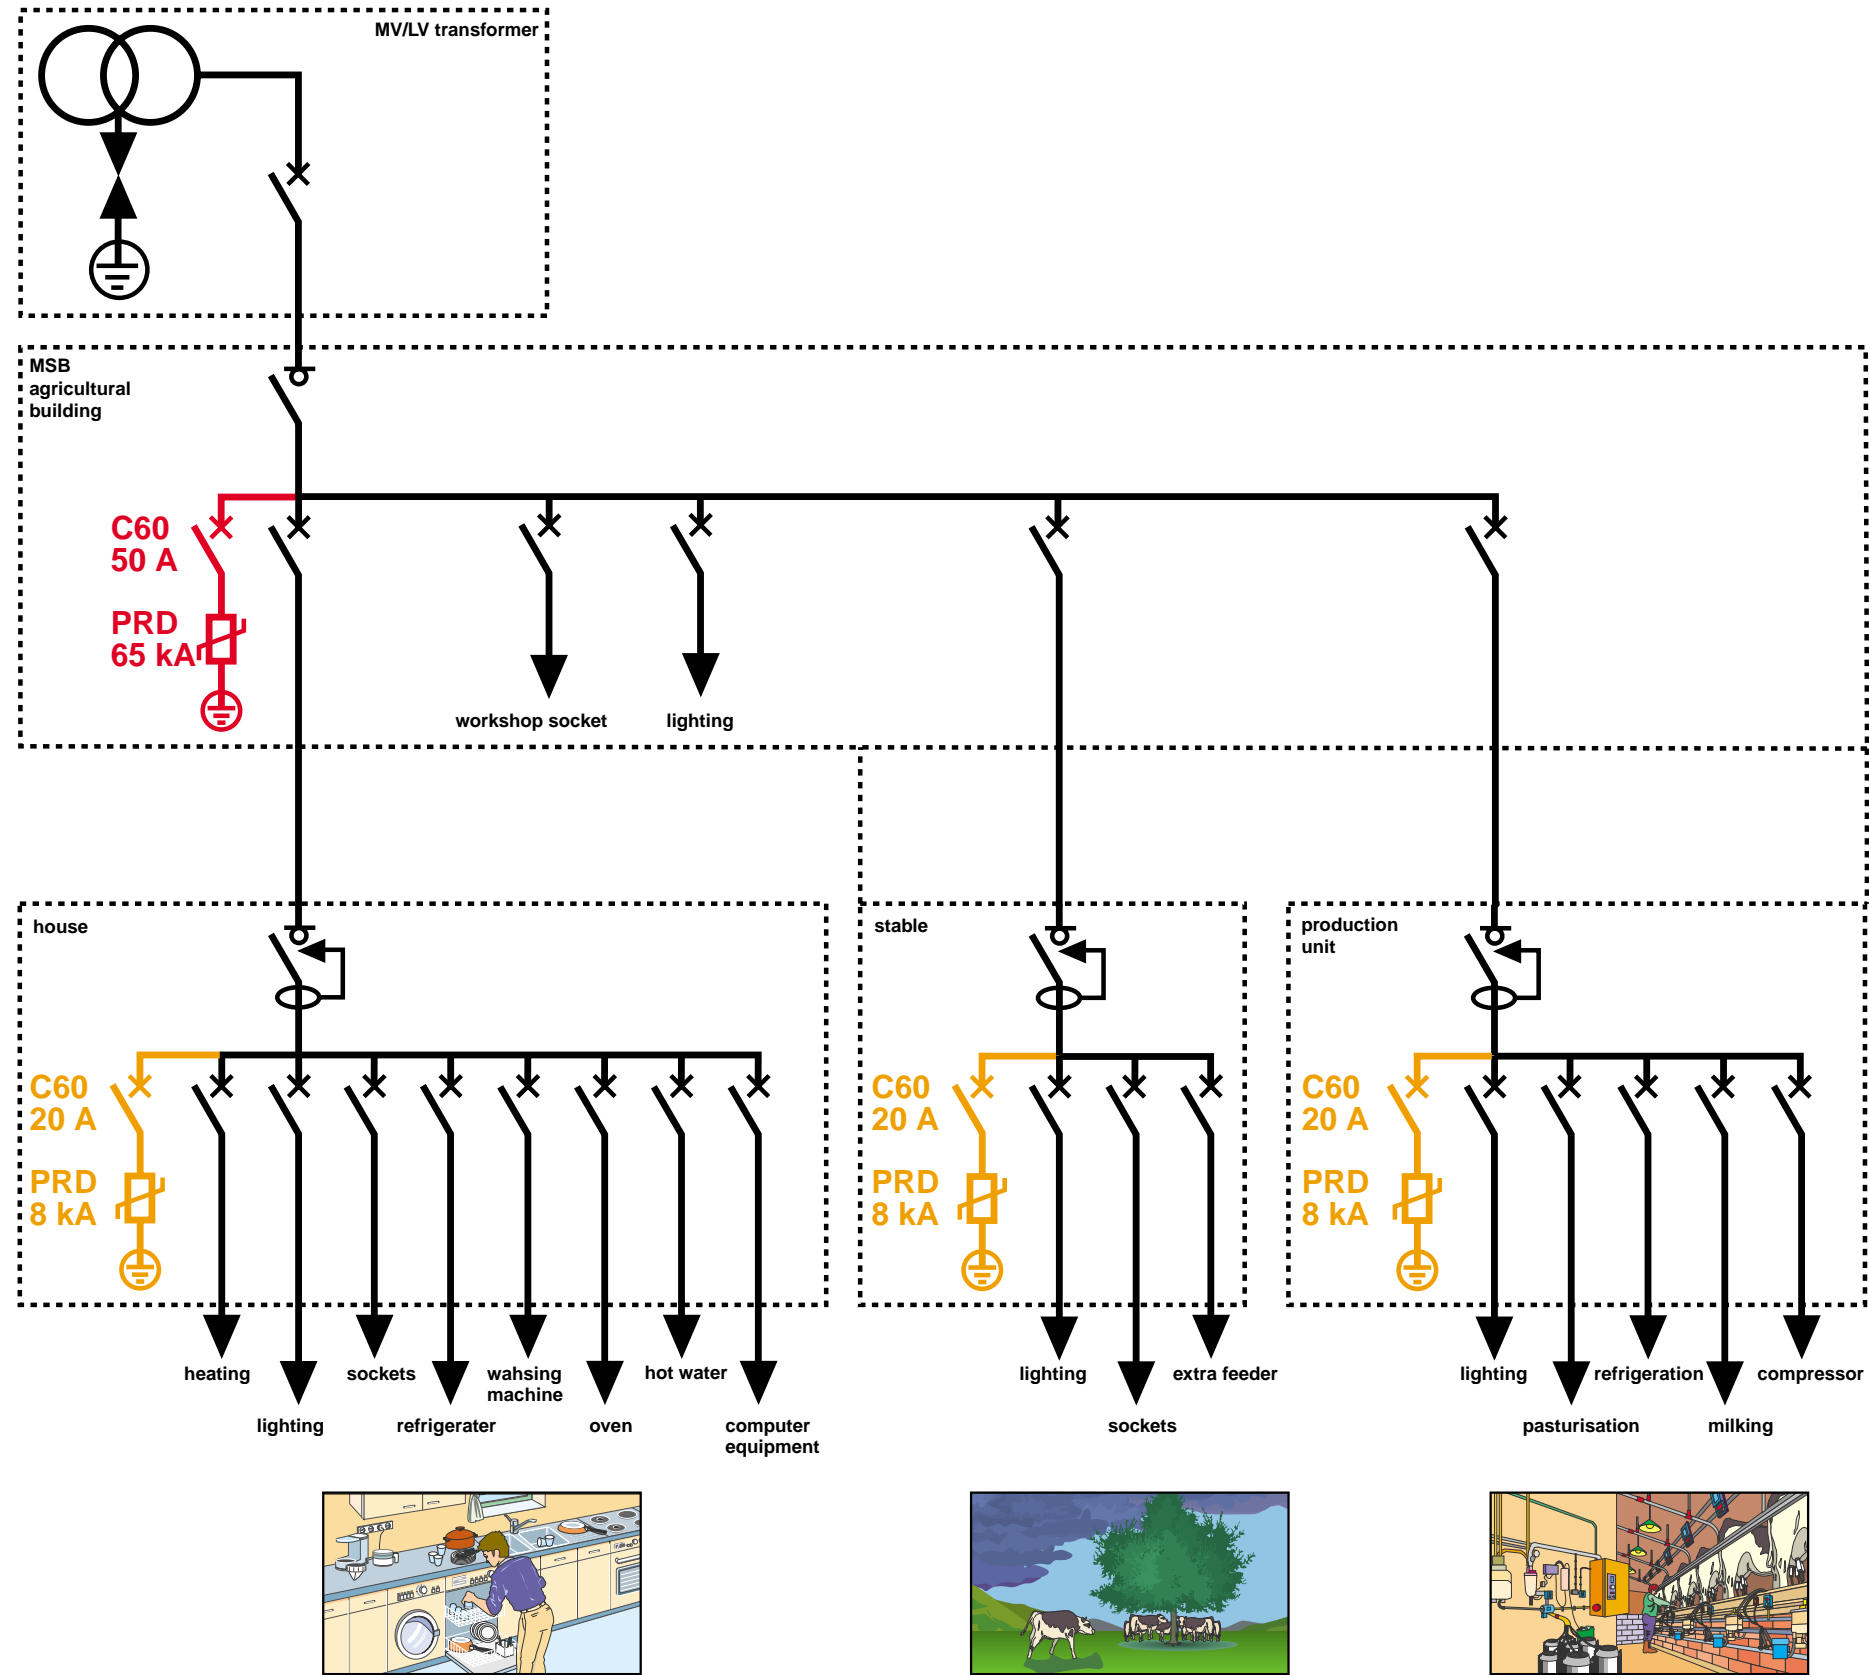 MV/LV transformer
MSB
agricultural
building
C60
50 A
PRD
65 kA
workshop socket
lighting
house
C60
20 A
PRD
8 kA
heating
lighting
sockets
refrigerater
wahsing
machine
oven
hot water
computer
equipment
stable
C60
20 A
PRD
8 kA
lighting
sockets
extra feeder
production
unit
C60
20 A
PRD
8 kA
lighting
pasturisation
refrigeration
milking
compressor